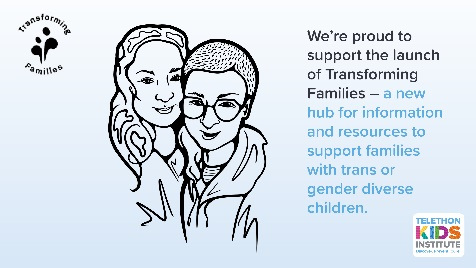 Transforming
Families
We're proud to
support the launch
of Transforming
Families – a new
hub for information
and resources to
support families
with trans or
gender diverse
children.
TELETHON
KIDS
INSTITUTE